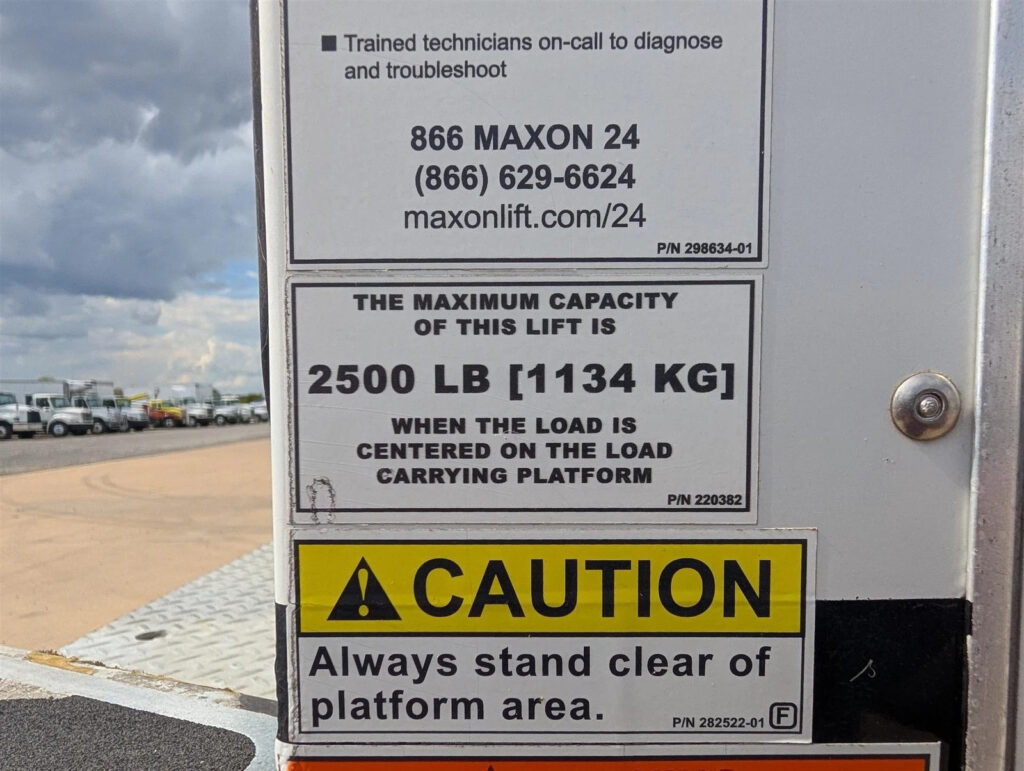 ■ Trained technicians on-call to diagnose
and troubleshoot
866 MAXON 24
(866) 629-6624
maxonlift.com/24
P/N 298634-01
THE MAXIMUM CAPACITY
OF THIS LIFT IS
2500 LB [1134 KG]
WHEN THE LOAD IS
CENTERED ON THE LOAD
CARRYING PLATFORM
P/N 220382
CAUTION
Always stand clear of
platform area.
P/N 282522-01 F